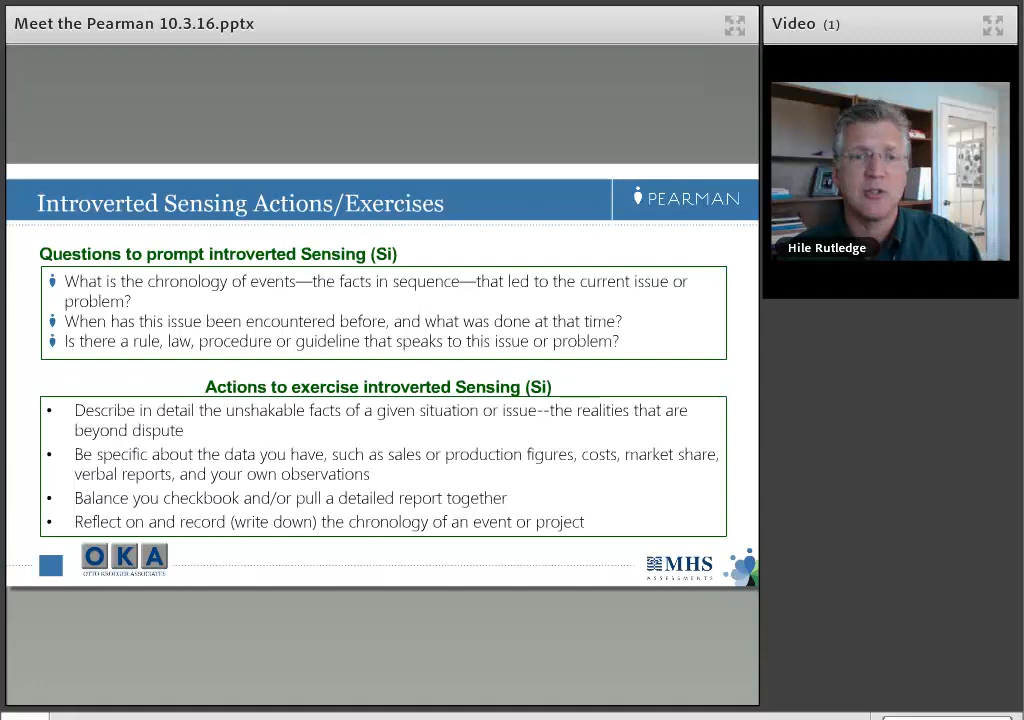 Meet the Pearman 10.3.16.pptx
Video (1)
Hile Rutledge
Introverted Sensing Actions/Exercises
PEARMAN
Questions to prompt introverted Sensing (Si)
What is the chronology of events—the facts in sequence—that led to the current issue or
problem?
When has this issue been encountered before, and what was done at that time?
Is there a rule, law, procedure or guideline that speaks to this issue or problem?
Actions to exercise introverted Sensing (Si)
• Describe in detail the unshakable facts of a given situation or issue--the realities that are
beyond dispute
• Be specific about the data you have, such as sales or production figures, costs, market share,
verbal reports, and your own observations
• Balance you checkbook and/or pull a detailed report together
• Reflect on and record (write down) the chronology of an event or project
OKA
OTTO KROEGER ASSOCIATES
MHS
ASSESSMENTS